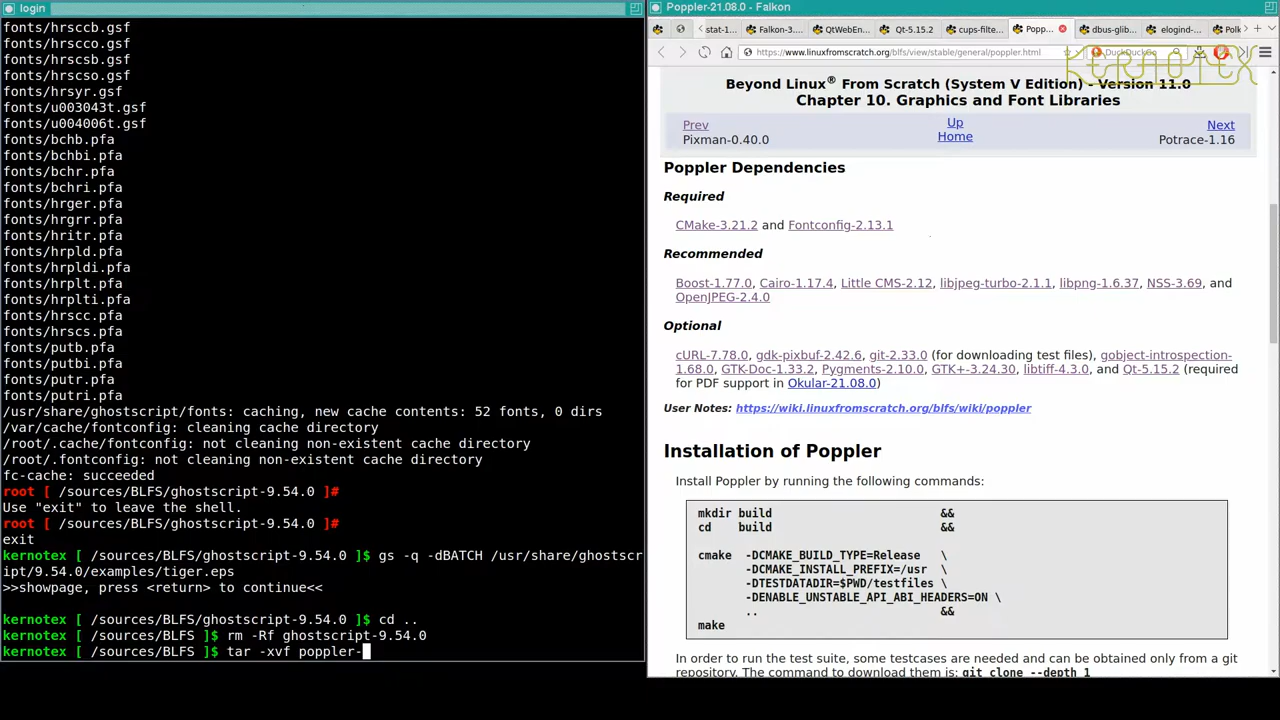 login
fonts/hrsccb.gsf
fonts/hrscco.gsf
fonts/hrsccsb.gsf
fonts/hrscso.gsf
fonts/hrsyr.gsf
fonts/u003043t.gsf
fonts/u004006t.gsf
fonts/bchb.pfa
fonts/bchbi.pfa
fonts/bchr.pfa
fonts/bchri.pfa
fonts/hrger.pfa
fonts/hrgrr.pfa
fonts/hritr.pfa
fonts/hrpld.pfa
fonts/hrpldi.pfa
fonts/hrplt.pfa
fonts/hrplti.pfa
fonts/hrscc.pfa
fonts/hrscs.pfa
fonts/putb.pfa
fonts/putbi.pfa
fonts/putr.pfa
fonts/putri.pfa
/usr/share/ghostscript/fonts: caching, new cache contents: 52 fonts, 0 dirs
/var/cache/fontconfig: cleaning cache directory
/root/.cache/fontconfig: not cleaning non-existent cache directory
/root/.fontconfig: not cleaning non-existent cache directory
fc-cache: succeeded
root [ /sources/BLFS/ghostscript-9.54.0 ]#
Use "exit" to leave the shell.
root [ /sources/BLFS/ghostscript-9.54.0 ]#
exit
kernotex [ /sources/BLFS/ghostscript-9.54.0 ]$ gs -q -dBATCH /usr/share/ghostscr
ipt/9.54.0/examples/tiger.eps
>>showpage, press <return> to continue<<
kernotex [ /sources/BLFS/ghostscript-9.54.0 ]$ cd ..
kernotex [ /sources/BLFS ]$ rm -Rf ghostscript-9.54.0
kernotex [ /sources/BLFS ]$ tar -xvf poppler-
Poppler-21.08.0 - Falkon
stat-1 Falkon-3... QtWebEn... Qt-5.15.2 cups-filte... Popp... dbus-glib... elogind-... Polk
https://www.linuxfromscratch.org/blfs/view/stable/general/poppler.html
DuckDuckGo
KERNOTEX
Beyond Linux® From Scratch (System V Edition) - Version 11.0
Chapter 10. Graphics and Font Libraries
Prev Up Next
Pixman-0.40.0 Home Potrace-1.16
Poppler Dependencies
Required
CMake-3.21.2 and Fontconfig-2.13.1
Recommended
Boost-1.77.0, Cairo-1.17.4, Little CMS-2.12, libjpeg-turbo-2.1.1, libpng-1.6.37, NSS-3.69, and
OpenJPEG-2.4.0
Optional
cURL-7.78.0, gdk-pixbuf-2.42.6, git-2.33.0 (for downloading test files), gobject-introspection-
1.68.0, GTK-Doc-1.33.2, Pygments-2.10.0, GTK+-3.24.30, libtiff-4.3.0, and Qt-5.15.2 (required
for PDF support in Okular-21.08.0)
User Notes: https://wiki.linuxfromscratch.org/blfs/wiki/poppler
Installation of Poppler
Install Poppler by running the following commands:
mkdir build &&
cd build &&
cmake -DCMAKE_BUILD_TYPE=Release \
-DCMAKE_INSTALL_PREFIX=/usr \
-DTESTDATADIR=$PWD/testfiles \
-DENABLE_UNSTABLE_API_ABI_HEADERS=ON \
.. &&
make
In order to run the test suite, some testcases are needed and can be obtained only from a git
repository. The command to download them is: git clone --depth 1